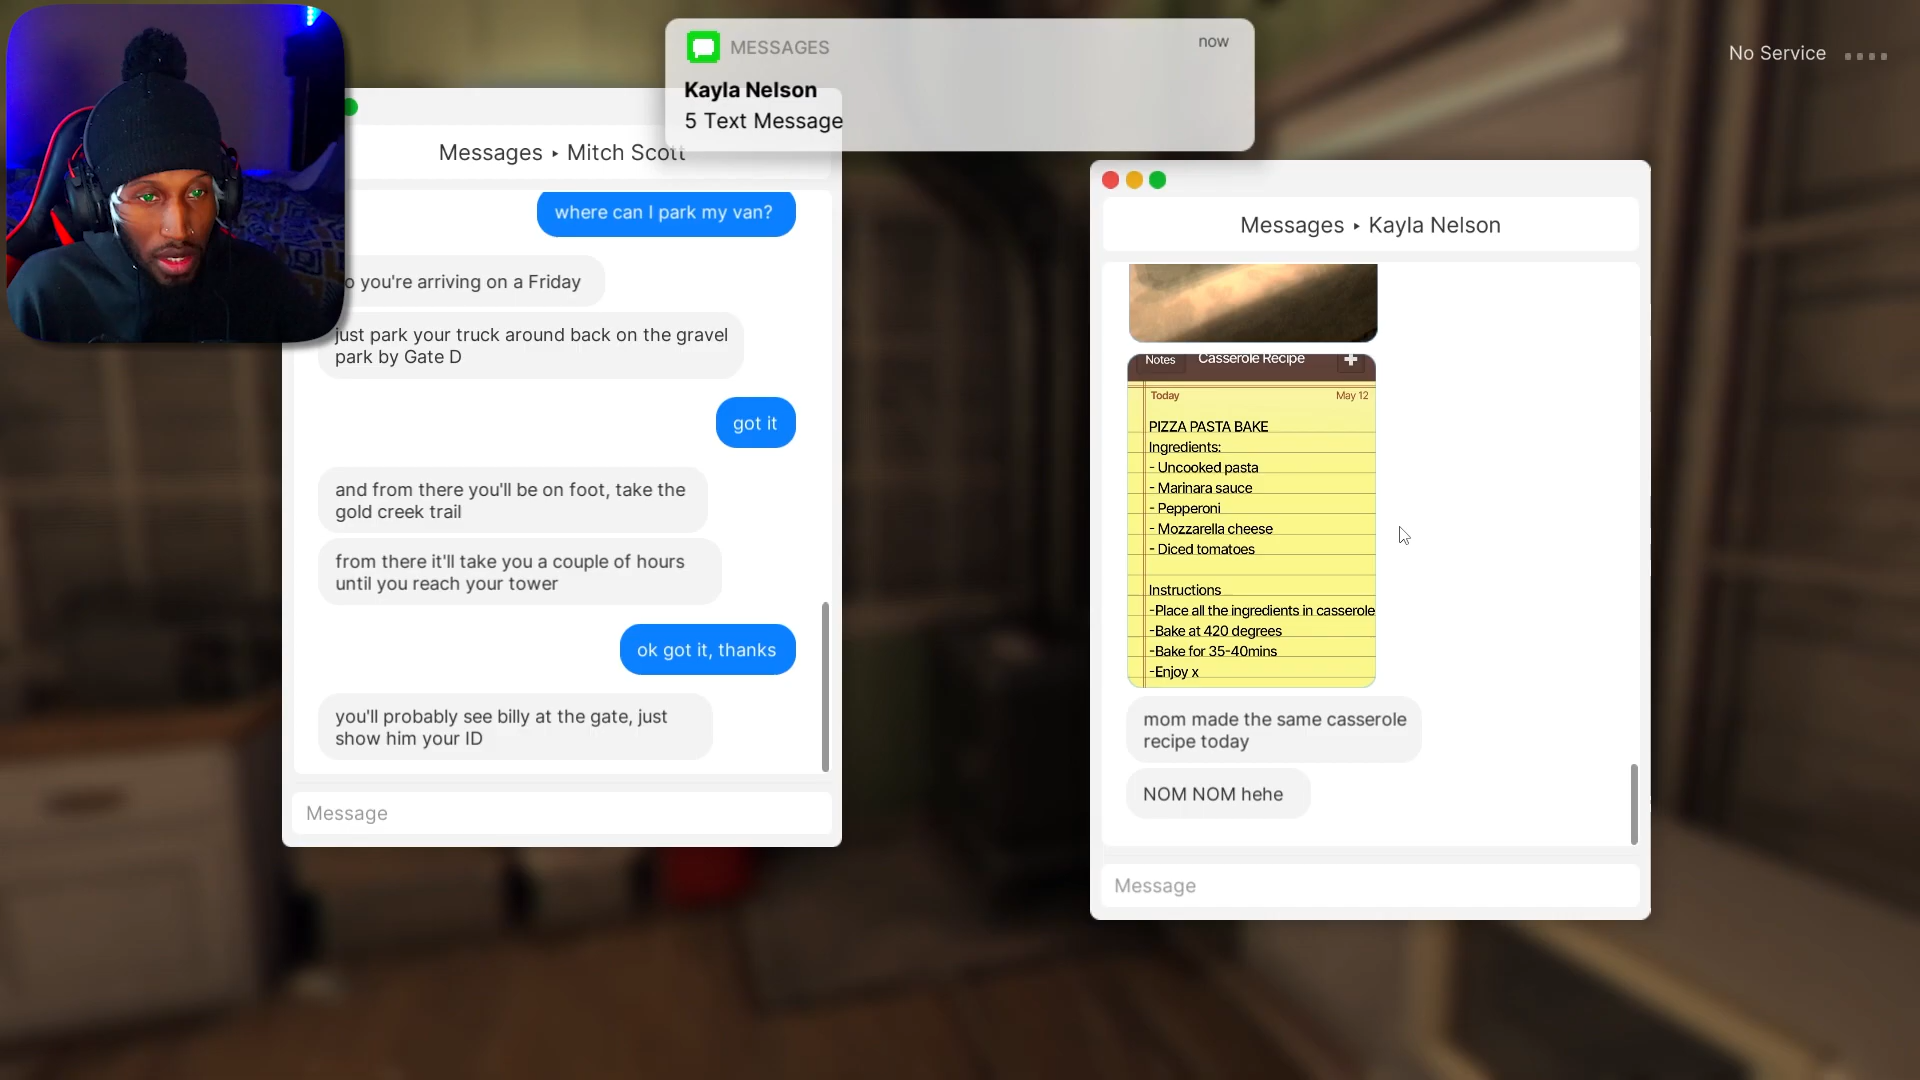 MESSAGES
now
Kayla Nelson
5 Text Message
No Service
Messages ▸ Mitch Scott
where can I park my van?
you're arriving on a Friday
just park your truck around back on the gravel
park by Gate D
got it
and from there you'll be on foot, take the
gold creek trail
from there it'll take you a couple of hours
until you reach your tower
ok got it, thanks
you'll probably see billy at the gate, just
show him your ID
Message
Messages ▸ Kayla Nelson
Notes
Casserole Recipe
+
Today
May 12
PIZZA PASTA BAKE
Ingredients:
- Uncooked pasta
- Marinara sauce
- Pepperoni
- Mozzarella cheese
- Diced tomatoes
Instructions
-Place all the ingredients in casserole
-Bake at 420 degrees
-Bake for 35-40mins
-Enjoy x
mom made the same casserole
recipe today
NOM NOM hehe
Message